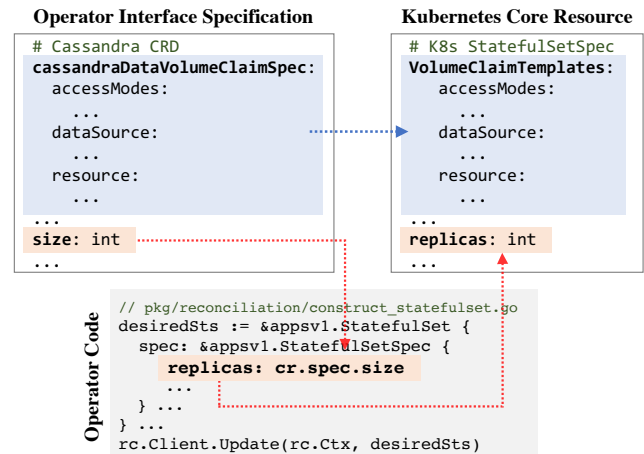 Operator Interface Specification
# Cassandra CRD
cassandraDataVolumeClaimSpec:
accessModes:
...
dataSource:
...
resource:
...
...
size: int
...
Kubernetes Core Resource
# K8s StatefulSetSpec
VolumeClaimTemplates:
accessModes:
...
dataSource:
...
resource:
...
...
replicas: int
...
Operator Code
// pkg/reconciliation/construct_statefulset.go
desiredSts := &appsv1.StatefulSet {
spec: &appsv1.StatefulSetSpec {
replicas: cr.spec.size
...
} ...
} ...
rc.Client.Update(rc.Ctx, desiredSts)